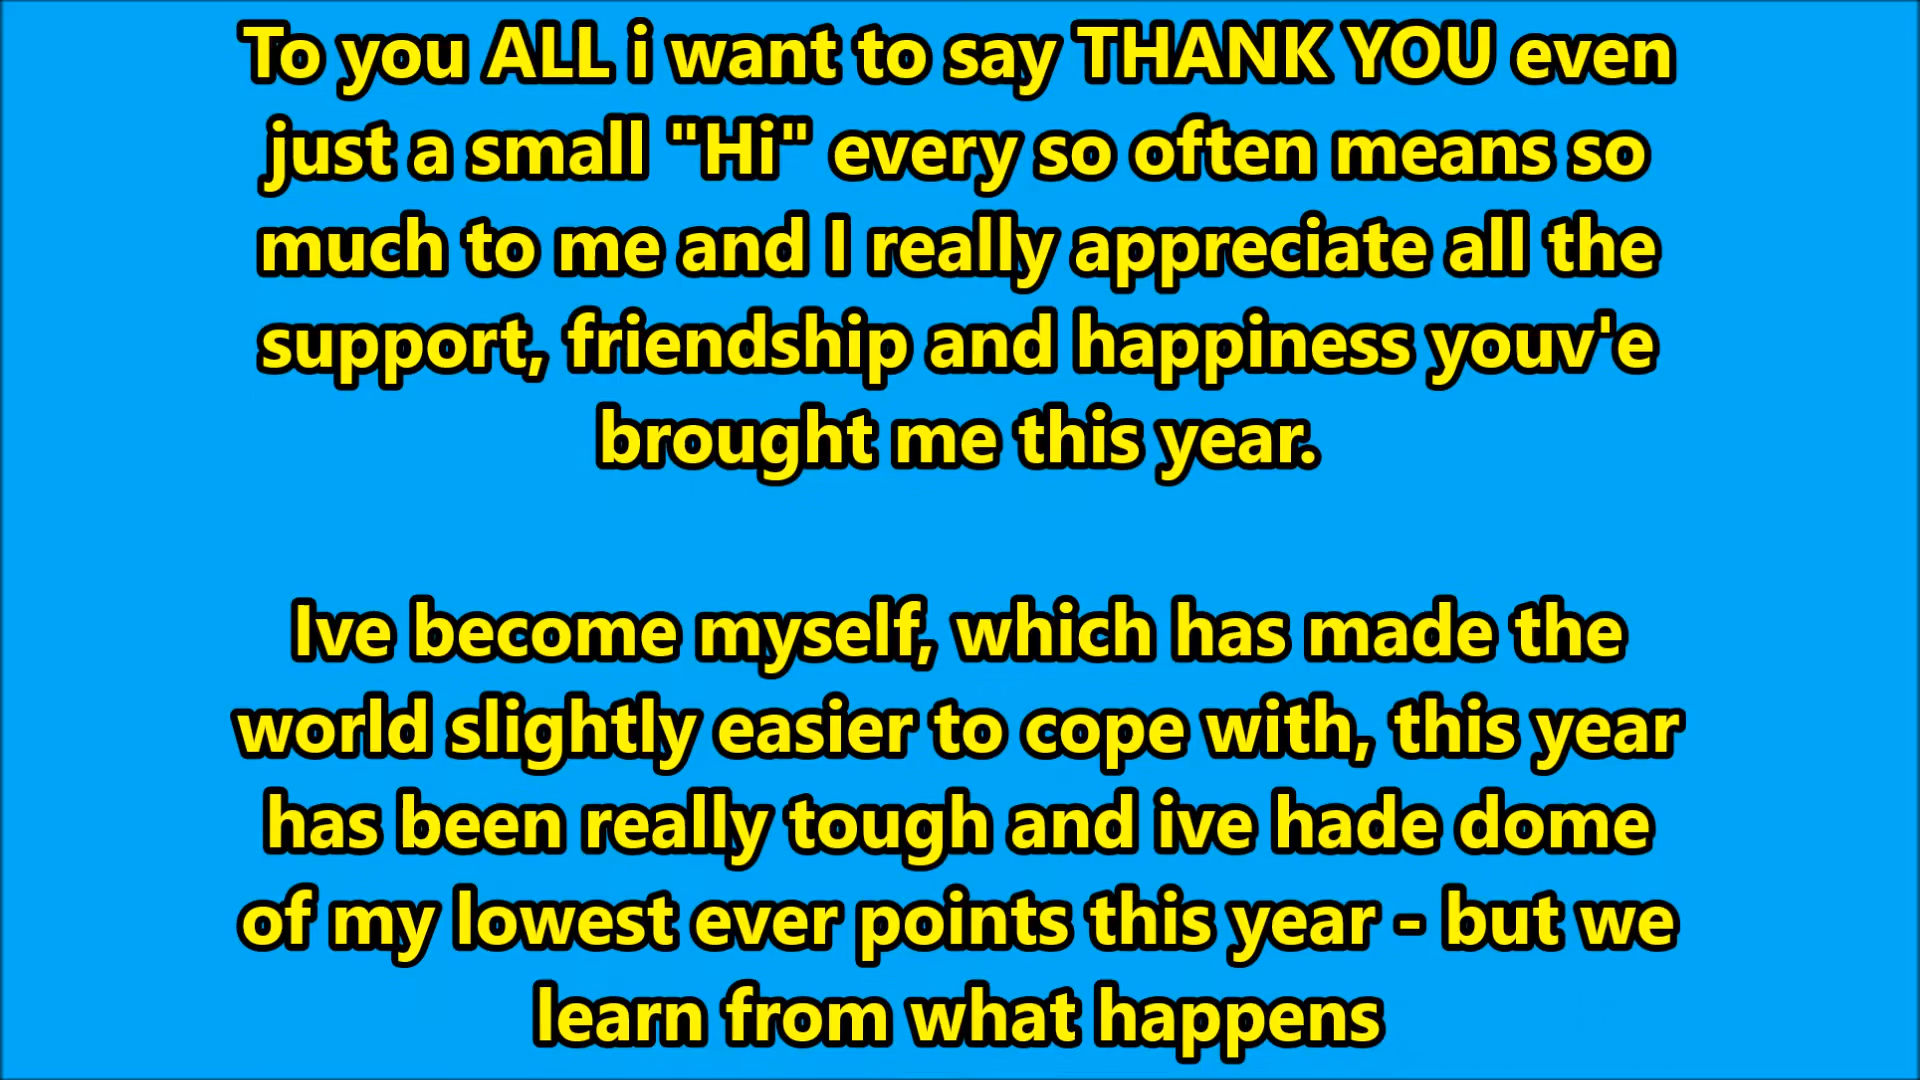 To you ALL i want to say THANK YOU even
just a small "Hi" every so often means so
much to me and I really appreciate all the
support, friendship and happiness youv'e
brought me this year.
Ive become myself, which has made the
world slightly easier to cope with, this year
has been really tough and ive hade dome
of my lowest ever points this year - but we
learn from what happens